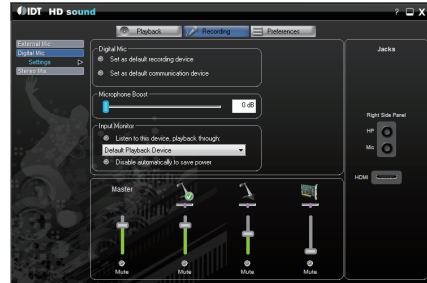 IDT HD sound
? X
Playback
Recording
Preferences
External Mic
Digital Mic
Settings
Stereo Mix
Digital Mic
Set as default recording device
Set as default communication device
Microphone Boost
0 dB
Input Monitor
Listen to this device, playback through:
Default Playback Device
Disable automatically to save power
Master
Mute
Mute
Mute
Mute
Jacks
Right Side Panel
HP
Mic
HDMI